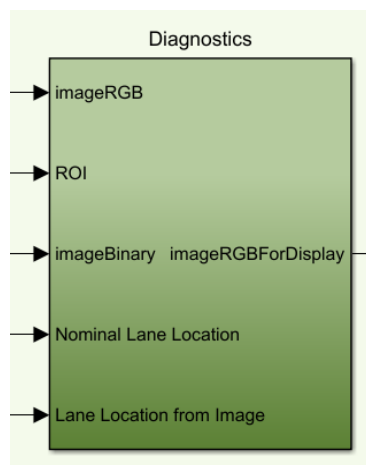 Diagnostics
imageRGB
ROI
imageBinary imageRGBForDisplay
Nominal Lane Location
Lane Location from Image